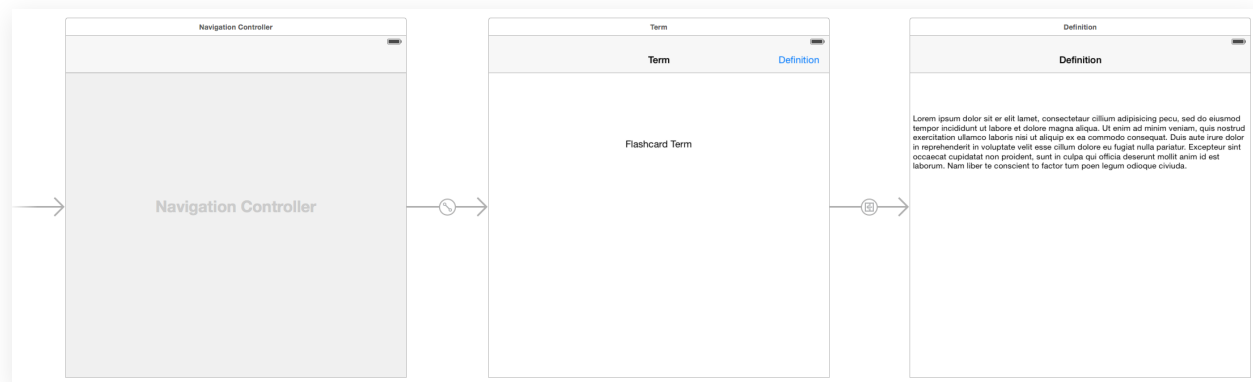 Navigation Controller
Term
Definition
Term
Definition
Definition
Flashcard Term
Navigation Controller
Lorem ipsum dolor sit er elit lamet, consectetaur cillium adipisicing pecu, sed do eiusmod
tempor incididunt ut labore et dolore magna aliqua. Ut enim ad minim veniam, quis nostrud
exercitation ullamco laboris nisi ut aliquip ex ea commodo consequat. Duis aute irure dolor
in reprehenderit in voluptate velit esse cillum dolore eu fugiat nulla pariatur. Excepteur sint
occaecat cupidatat non proident, sunt in culpa qui officia deserunt mollit anim id est
laborum. Nam liber te conscient to factor tum poen legum odioque civiuda.